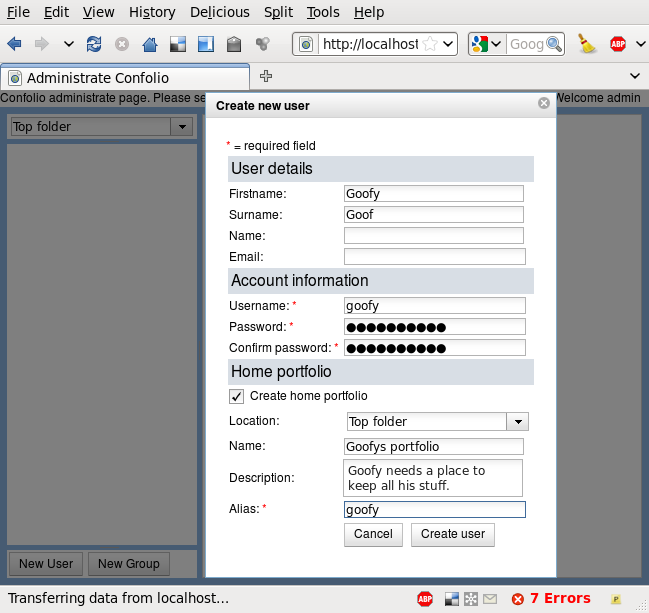 File Edit View History Delicious Split Tools Help
http://localhost Goog
ABP
Administrate Confolio
Confolio administrate page. Please se Welcome admin
Create new user
Top folder
* = required field
User details
Firstname: Goofy
Surname: Goof
Name:
Email:
Account information
Username: * goofy
Password: * ●●●●●●●●●●
Confirm password: * ●●●●●●●●●●
Home portfolio
Create home portfolio
Location: Top folder
Name: Goofys portfolio
Description: Goofy needs a place to
keep all his stuff.
Alias: * goofy
Cancel Create user
New User New Group
Transferring data from localhost... ABP 7 Errors P